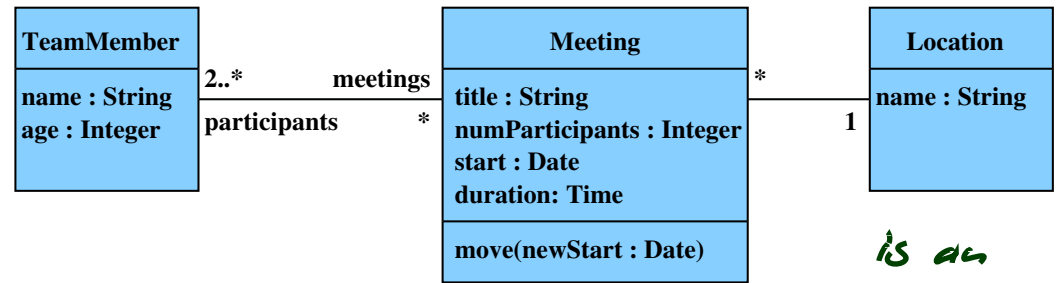 TeamMember
name : String
age : Integer
2..*
meetings
participants
*
Meeting
title : String
numParticipants : Integer
start : Date
duration: Time
move(newStart : Date)
*
1
Location
name : String
is an